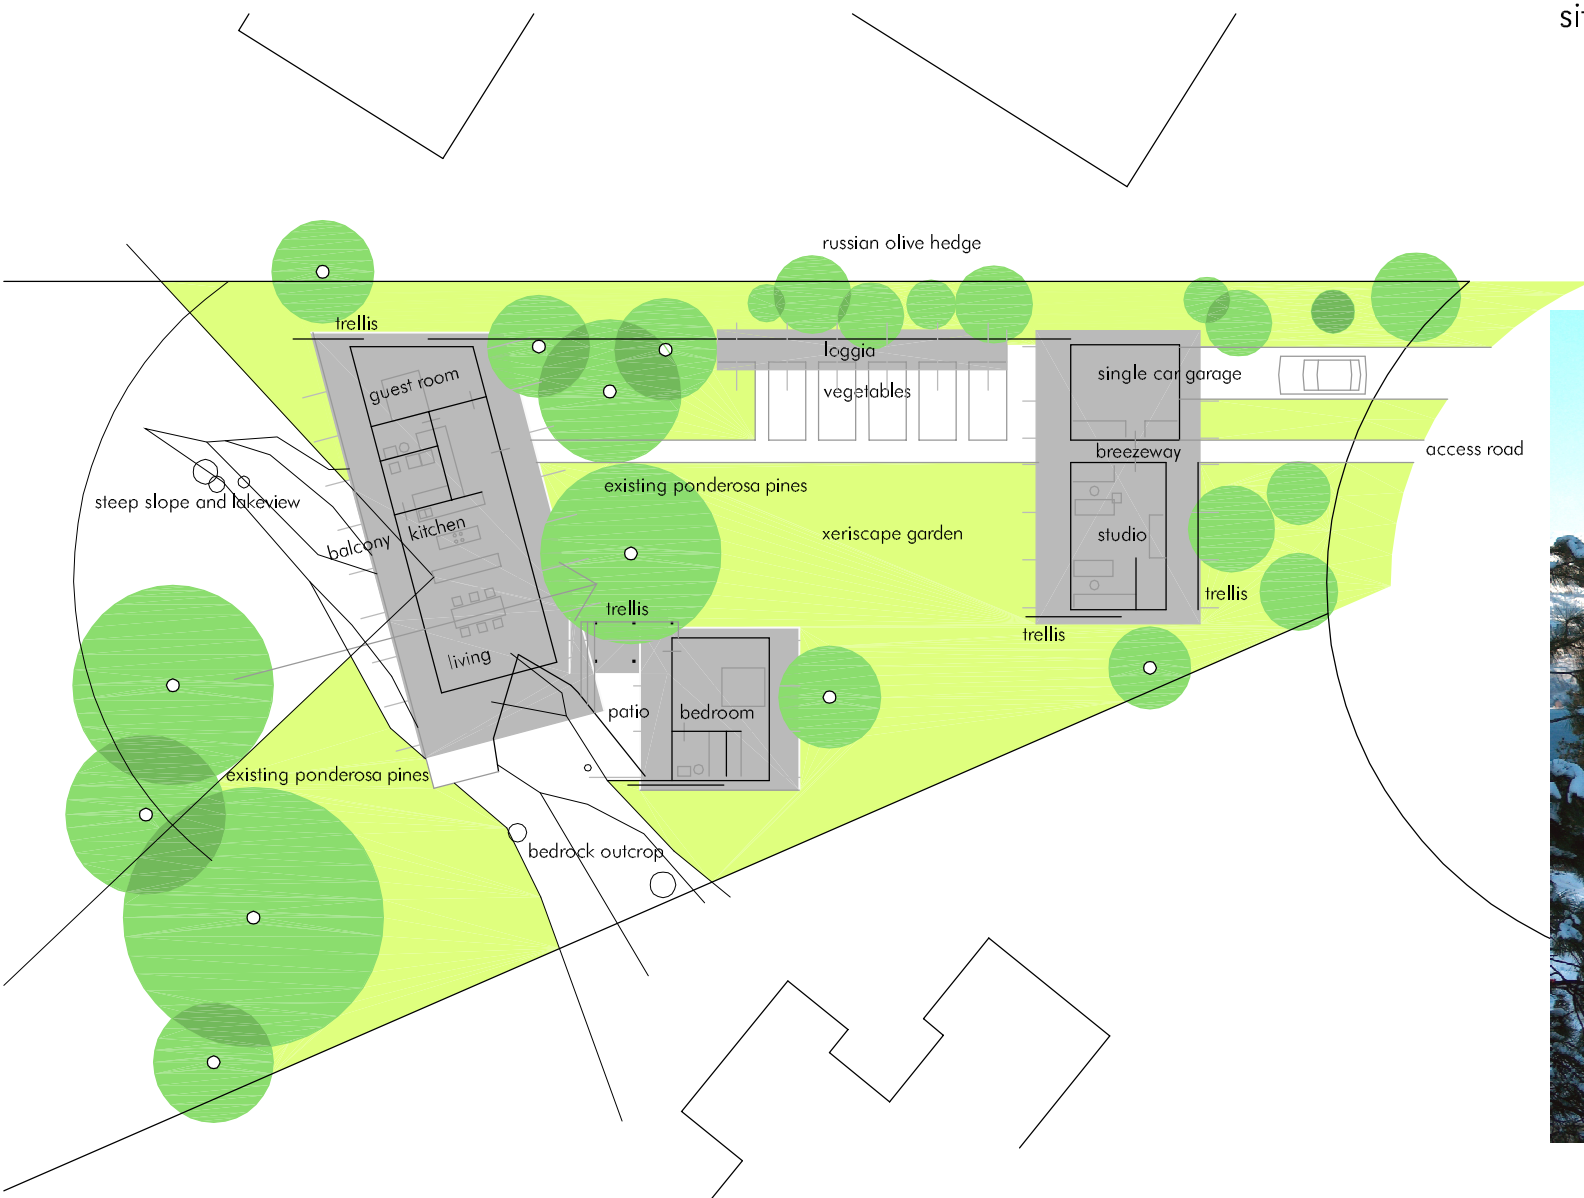 sit
russian olive hedge
trellis
loggia
guest room
single car garage
vegetables
breezeway
access road
existing ponderosa pines
steep slope and lakeview
kitchen
xeriscape garden
studio
balcony
trellis
trellis
trellis
living
patio
bedroom
existing ponderosa pines
bedrock outcrop